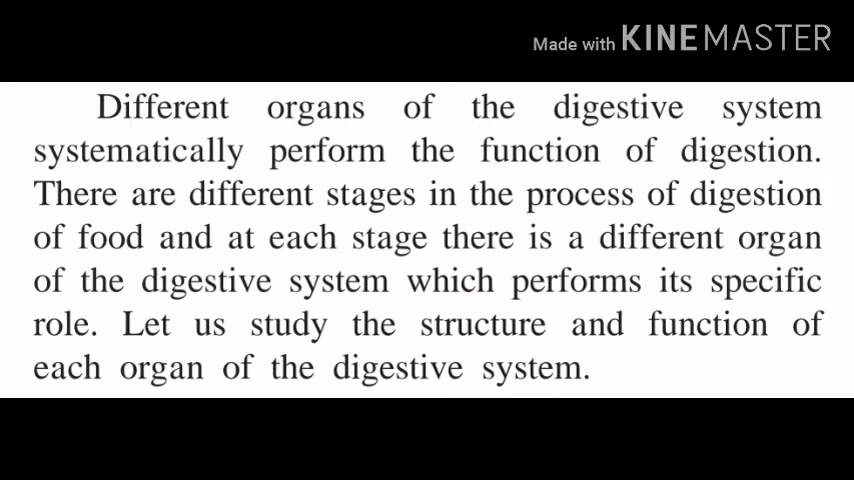 Made with KINEMASTER
Different organs of the digestive system
systematically perform the function of digestion.
There are different stages in the process of digestion
of food and at each stage there is a different organ
of the digestive system which performs its specific
role. Let us study the structure and function of
each organ of the digestive system.